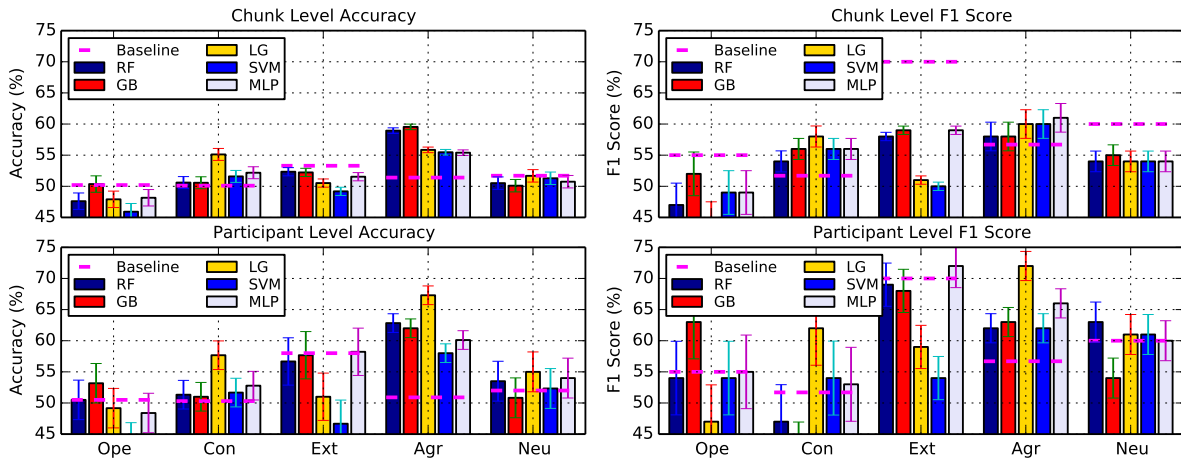 Chunk Level Accuracy
75
70
65
60
55
50
45
Accuracy (%)
Baseline
RF
GB
LG
SVM
MLP
Chunk Level F1 Score
75
70
65
60
55
50
45
F1 Score (%)
Baseline
RF
GB
LG
SVM
MLP
Participant Level Accuracy
75
70
65
60
55
50
45
Accuracy (%)
Baseline
RF
GB
LG
SVM
MLP
Ope Con Ext Agr Neu
Participant Level F1 Score
75
70
65
60
55
50
45
F1 Score (%)
Baseline
RF
GB
LG
SVM
MLP
Ope Con Ext Agr Neu